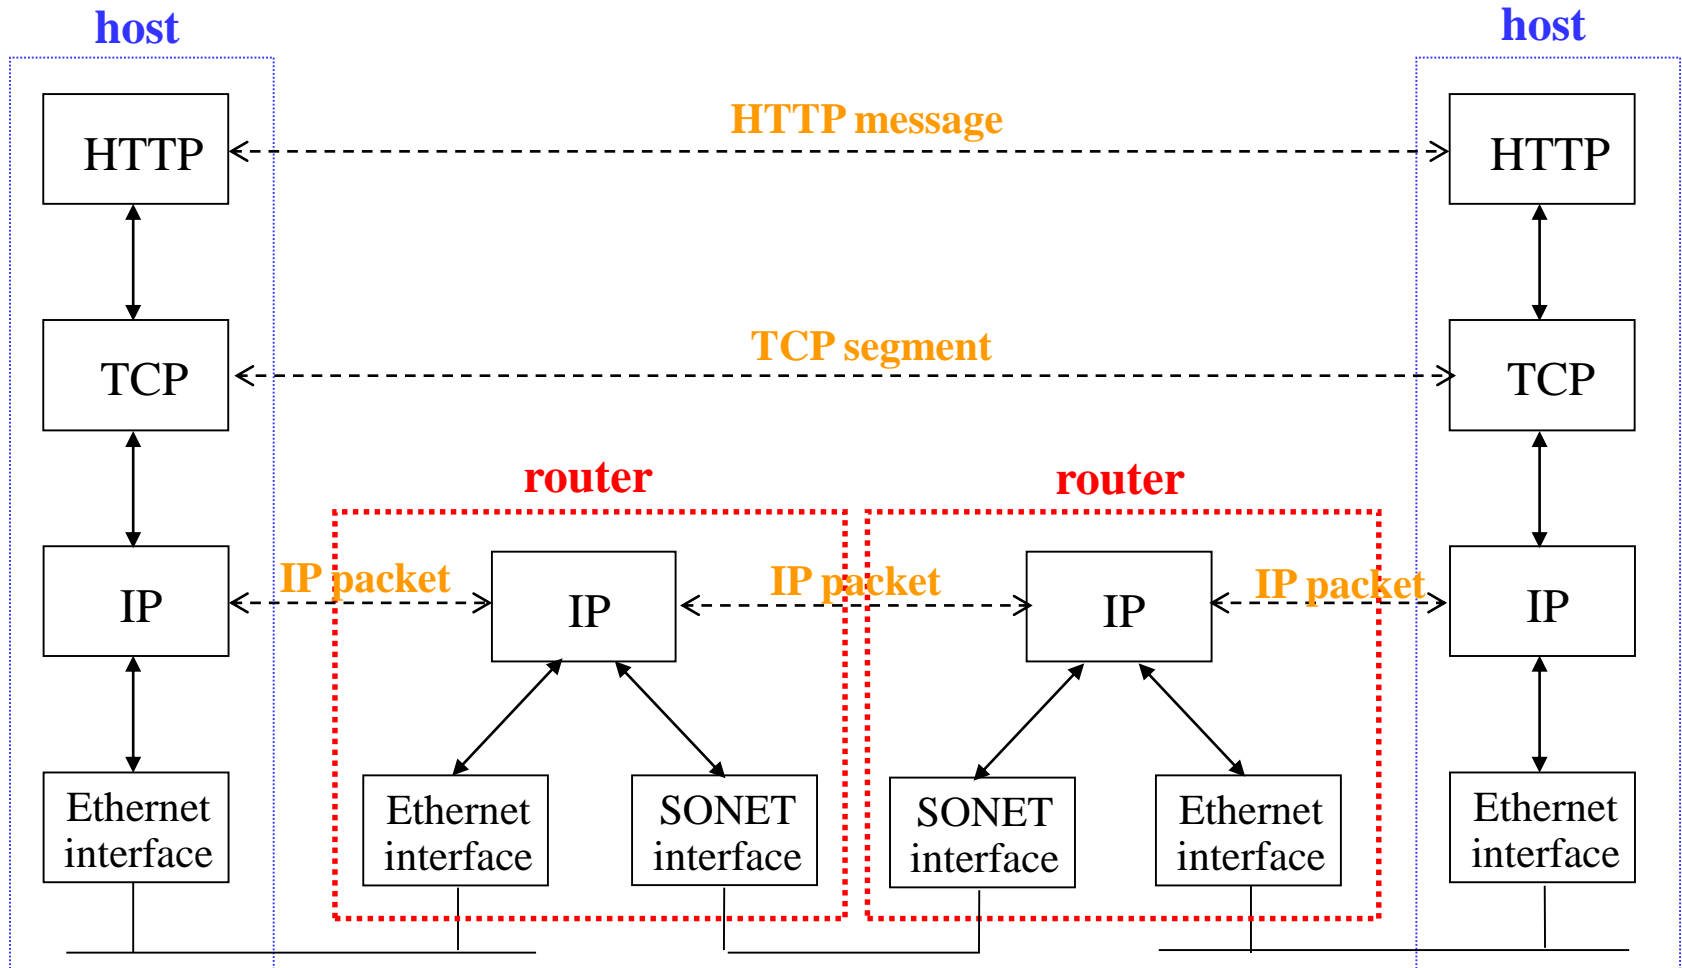 host
host
HTTP
HTTP message
HTTP
TCP
TCP segment
TCP
router
router
IP
IP packet
IP
IP packet
IP
IP packet
IP
Ethernet
interface
Ethernet
interface
SONET
interface
SONET
interface
Ethernet
interface
Ethernet
interface